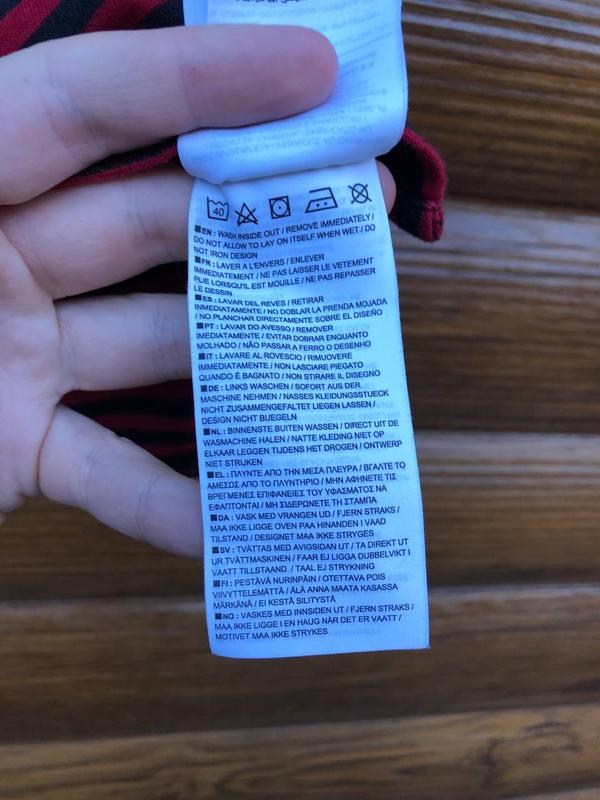 40
EN : WASH INSIDE OUT / REMOVE IMMEDIATELY /
DO NOT ALLOW TO LAY ON ITSELF WHEN WET / DO
NOT IRON DESIGN
FR : LAVER A L'ENVERS / ENLEVER
IMMEDIATEMENT / NE PAS LAISSER LE VETEMENT
PLIE LORSQU'IL EST MOUILLE / NE PAS REPASSER
LE DESSIN
ES : LAVAR DEL REVES / RETIRAR
INMEDIATAMENTE / NO DOBLAR LA PRENDA MOJADA
/ NO PLANCHAR DIRECTAMENTE SOBRE EL DISEÑO
PT : LAVAR DO AVESSO / REMOVER
IMEDIATAMENTE / EVITAR DOBRAR ENQUANTO
MOLHADO / NÃO PASSAR A FERRO O DESENHO
IT : LAVARE AL ROVESCIO / RIMUOVERE
IMMEDIATAMENTE / NON LASCIARE PIEGATO
QUANDO È BAGNATO / NON STIRARE IL DISEGNO
DE : LINKS WASCHEN / SOFORT AUS DER
MASCHINE NEHMEN / NASSES KLEIDUNGSSTUECK
NICHT ZUSAMMENGEFALTET LIEGEN LASSEN /
DESIGN NICHT BUEGELN
NL : BINNENSTE BUITEN WASSEN / DIRECT UIT DE
WASMACHINE HALEN / NATTE KLEDING NIET OP
ELKAAR LEGGEN TIJDENS HET DROGEN / ONTWERP
NIET STRIJKEN
EL : ΠΛΥΝΤΕ ΑΠΟ ΤΗΝ ΜΕΣΑ ΠΛΕΥΡΑ / ΒΓΑΛΤΕ ΤΟ
ΑΜΕΣΩΣ ΑΠΟ ΤΟ ΠΛΥΝΤΗΡΙΟ / ΜΗΝ ΑΦΗΝΕΤΕ ΤΙΣ
ΒΡΕΓΜΕΝΕΣ ΕΠΙΦΑΝΕΙΕΣ ΤΟΥ ΥΦΑΣΜΑΤΟΣ ΝΑ
ΕΦΑΠΤΟΝΤΑΙ / ΜΗ ΣΙΔΕΡΩΝΕΤΕ ΤΗ ΣΤΑΜΠΑ
DA : VASK MED VRANGEN UD / FJERN STRAKS /
MAA IKKE LIGGE OVEN PAA HINANDEN I VAAD
TILSTAND / DESIGNET MAA IKKE STRYGES
SV : TVÄTTAS MED AVIGSIDAN UT / TA DIREKT UT
UR TVÄTTMASKINEN / FAAR EJ LIGGA DUBBELVIKT I
VAATT TILLSTAAND / TAAL EJ STRYKNING
FI : PESTÄVÄ NURINPÄIN / OTETTAVA POIS
VIIVYTTELEMÄTTÄ / ÄLÄ ANNA MAATA KASASSA
MÄRKÄNÄ / EI KESTÄ SILITYSTÄ
NO : VASKES MED INNSIDEN UT / FJERN STRAKS /
MAA IKKE LIGGE I EN HAUG NÅR DET ER VAATT /
MOTIVET MAA IKKE STRYKES